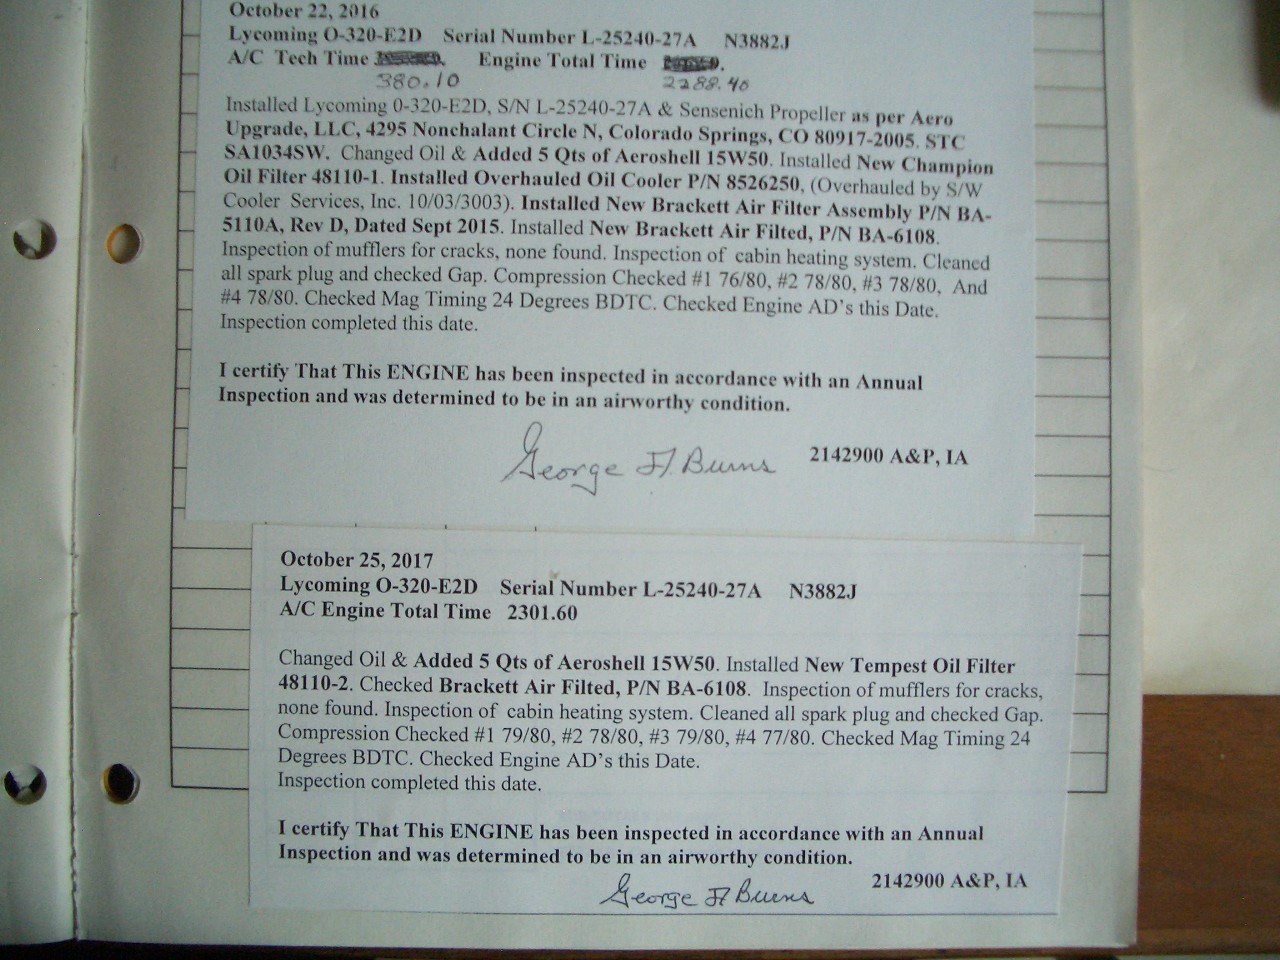 October 22, 2016
Lycoming O-320-E2D Serial Number L-25240-27A N3882J
A/C Tech Time Engine Total Time
380.10 2288.40
Installed Lycoming 0-320-E2D, S/N L-25240-27A & Sensenich Propeller as per Aero
Upgrade, LLC, 4295 Nonchalant Circle N, Colorado Springs, CO 80917-2005. STC
SA1034SW. Changed Oil & Added 5 Qts of Aeroshell 15W50. Installed New Champion
Oil Filter 48110-1. Installed Overhauled Oil Cooler P/N 8526250, (Overhauled by S/W
Cooler Services, Inc. 10/03/3003). Installed New Brackett Air Filter Assembly P/N BA-
5110A, Rev D, Dated Sept 2015. Installed New Brackett Air Filted, P/N BA-6108.
Inspection of mufflers for cracks, none found. Inspection of cabin heating system. Cleaned
all spark plug and checked Gap. Compression Checked #1 76/80, #2 78/80, #3 78/80, And
#4 78/80. Checked Mag Timing 24 Degrees BDTC. Checked Engine AD's this Date.
Inspection completed this date.
I certify That This ENGINE has been inspected in accordance with an Annual
Inspection and was determined to be in an airworthy condition.
George F. Burns 2142900 A&P, IA
October 25, 2017
Lycoming O-320-E2D Serial Number L-25240-27A N3882J
A/C Engine Total Time 2301.60
Changed Oil & Added 5 Qts of Aeroshell 15W50. Installed New Tempest Oil Filter
48110-2. Checked Brackett Air Filted, P/N BA-6108. Inspection of mufflers for cracks,
none found. Inspection of cabin heating system. Cleaned all spark plug and checked Gap.
Compression Checked #1 79/80, #2 78/80, #3 79/80, #4 77/80. Checked Mag Timing 24
Degrees BDTC. Checked Engine AD's this Date.
Inspection completed this date.
I certify That This ENGINE has been inspected in accordance with an Annual
Inspection and was determined to be in an airworthy condition.
2142900 A&P, IA
George F Burns